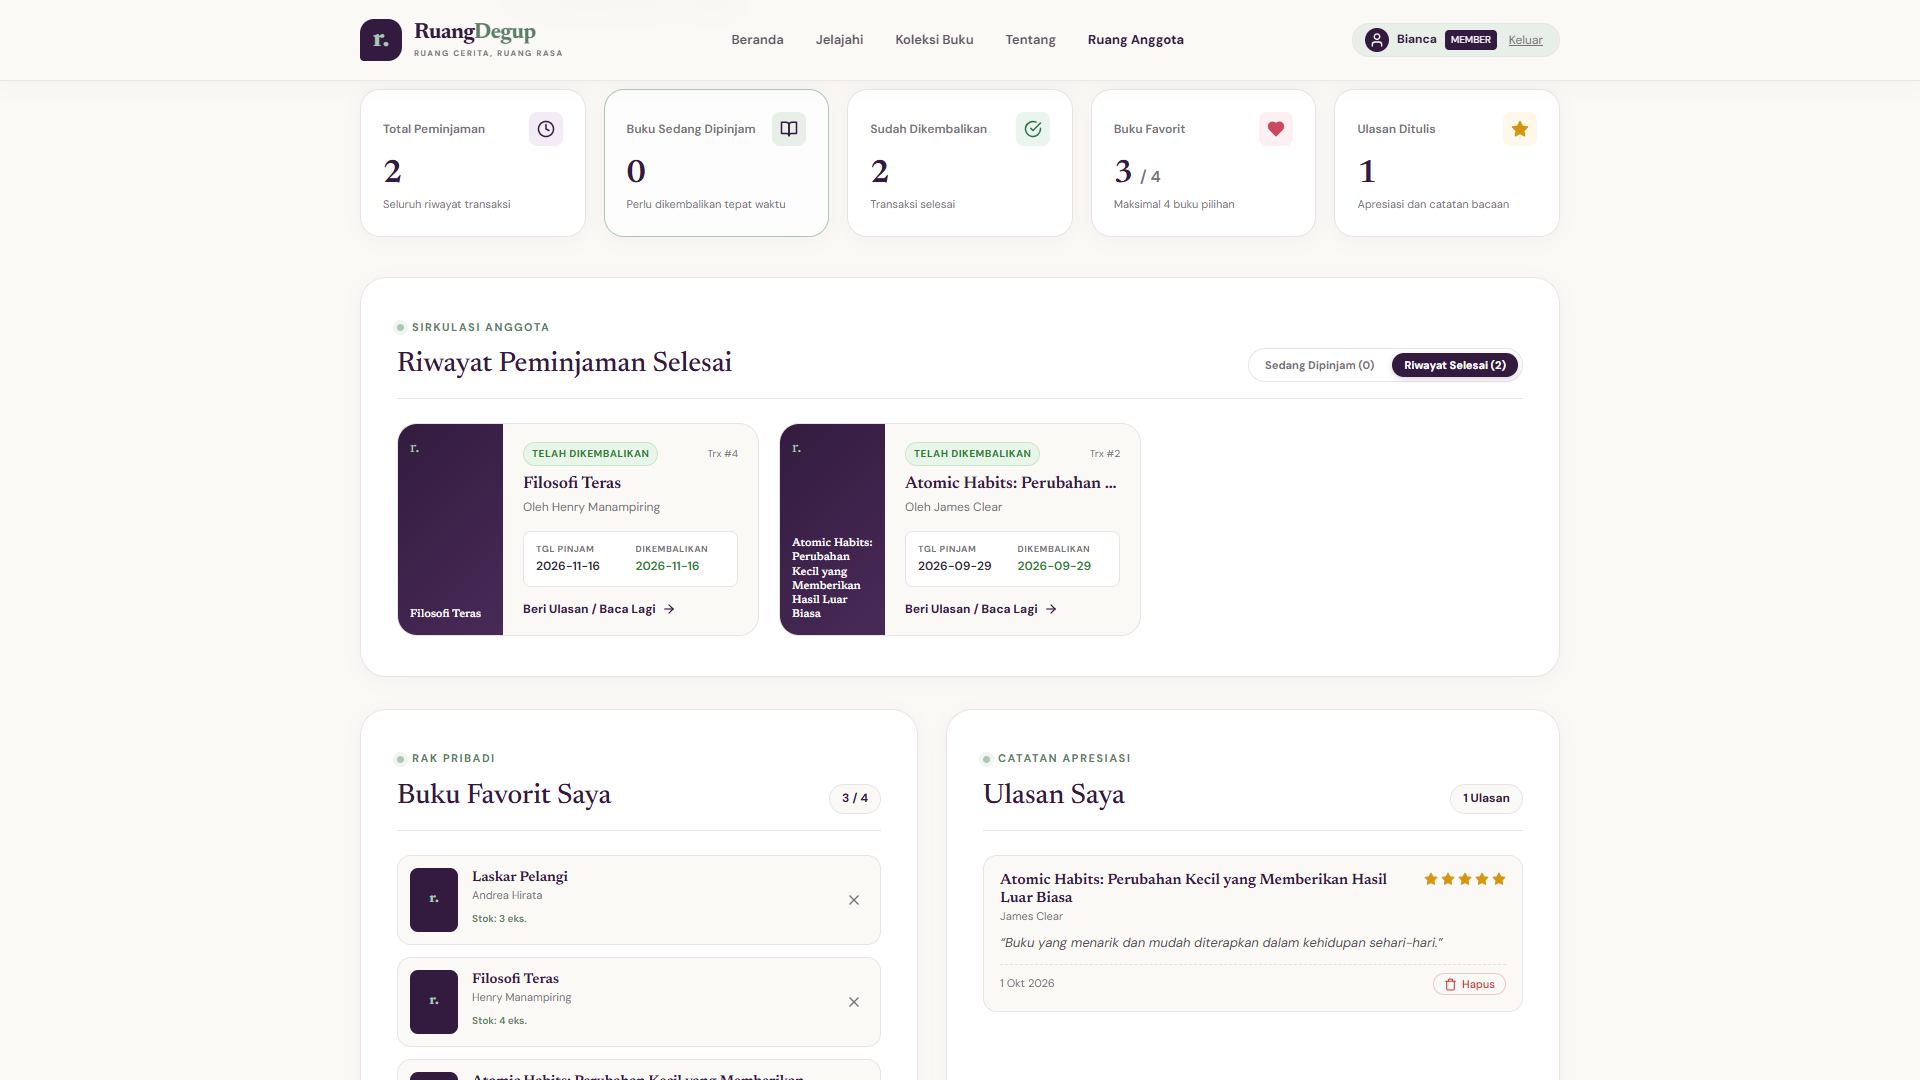 r.
RuangDegup
RUANG CERITA, RUANG RASA
Beranda
Jelajahi
Koleksi Buku
Tentang
Ruang Anggota
Bianca
MEMBER
Keluar
Total Peminjaman
2
Seluruh riwayat transaksi
Buku Sedang Dipinjam
0
Perlu dikembalikan tepat waktu
Sudah Dikembalikan
2
Transaksi selesai
Buku Favorit
3 / 4
Maksimal 4 buku pilihan
Ulasan Ditulis
1
Apresiasi dan catatan bacaan
SIRKULASI ANGGOTA
Riwayat Peminjaman Selesai
Sedang Dipinjam (0)
Riwayat Selesai (2)
r.
Filosofi Teras
TELAH DIKEMBALIKAN
Trx #4
Filosofi Teras
Oleh Henry Manampiring
TGL PINJAM
2026-11-16
DIKEMBALIKAN
2026-11-16
Beri Ulasan / Baca Lagi →
r.
Atomic Habits:
Perubahan
Kecil yang
Memberikan
Hasil Luar
Biasa
TELAH DIKEMBALIKAN
Trx #2
Atomic Habits: Perubahan ...
Oleh James Clear
TGL PINJAM
2026-09-29
DIKEMBALIKAN
2026-09-29
Beri Ulasan / Baca Lagi →
RAK PRIBADI
Buku Favorit Saya
3 / 4
r.
Laskar Pelangi
Andrea Hirata
Stok: 3 eks.
r.
Filosofi Teras
Henry Manampiring
Stok: 4 eks.
Atomic Habits: Perubahan Kecil yang Memberikan
CATATAN APRESIASI
Ulasan Saya
1 Ulasan
Atomic Habits: Perubahan Kecil yang Memberikan Hasil
Luar Biasa
James Clear
“Buku yang menarik dan mudah diterapkan dalam kehidupan sehari-hari.”
1 Okt 2026
Hapus